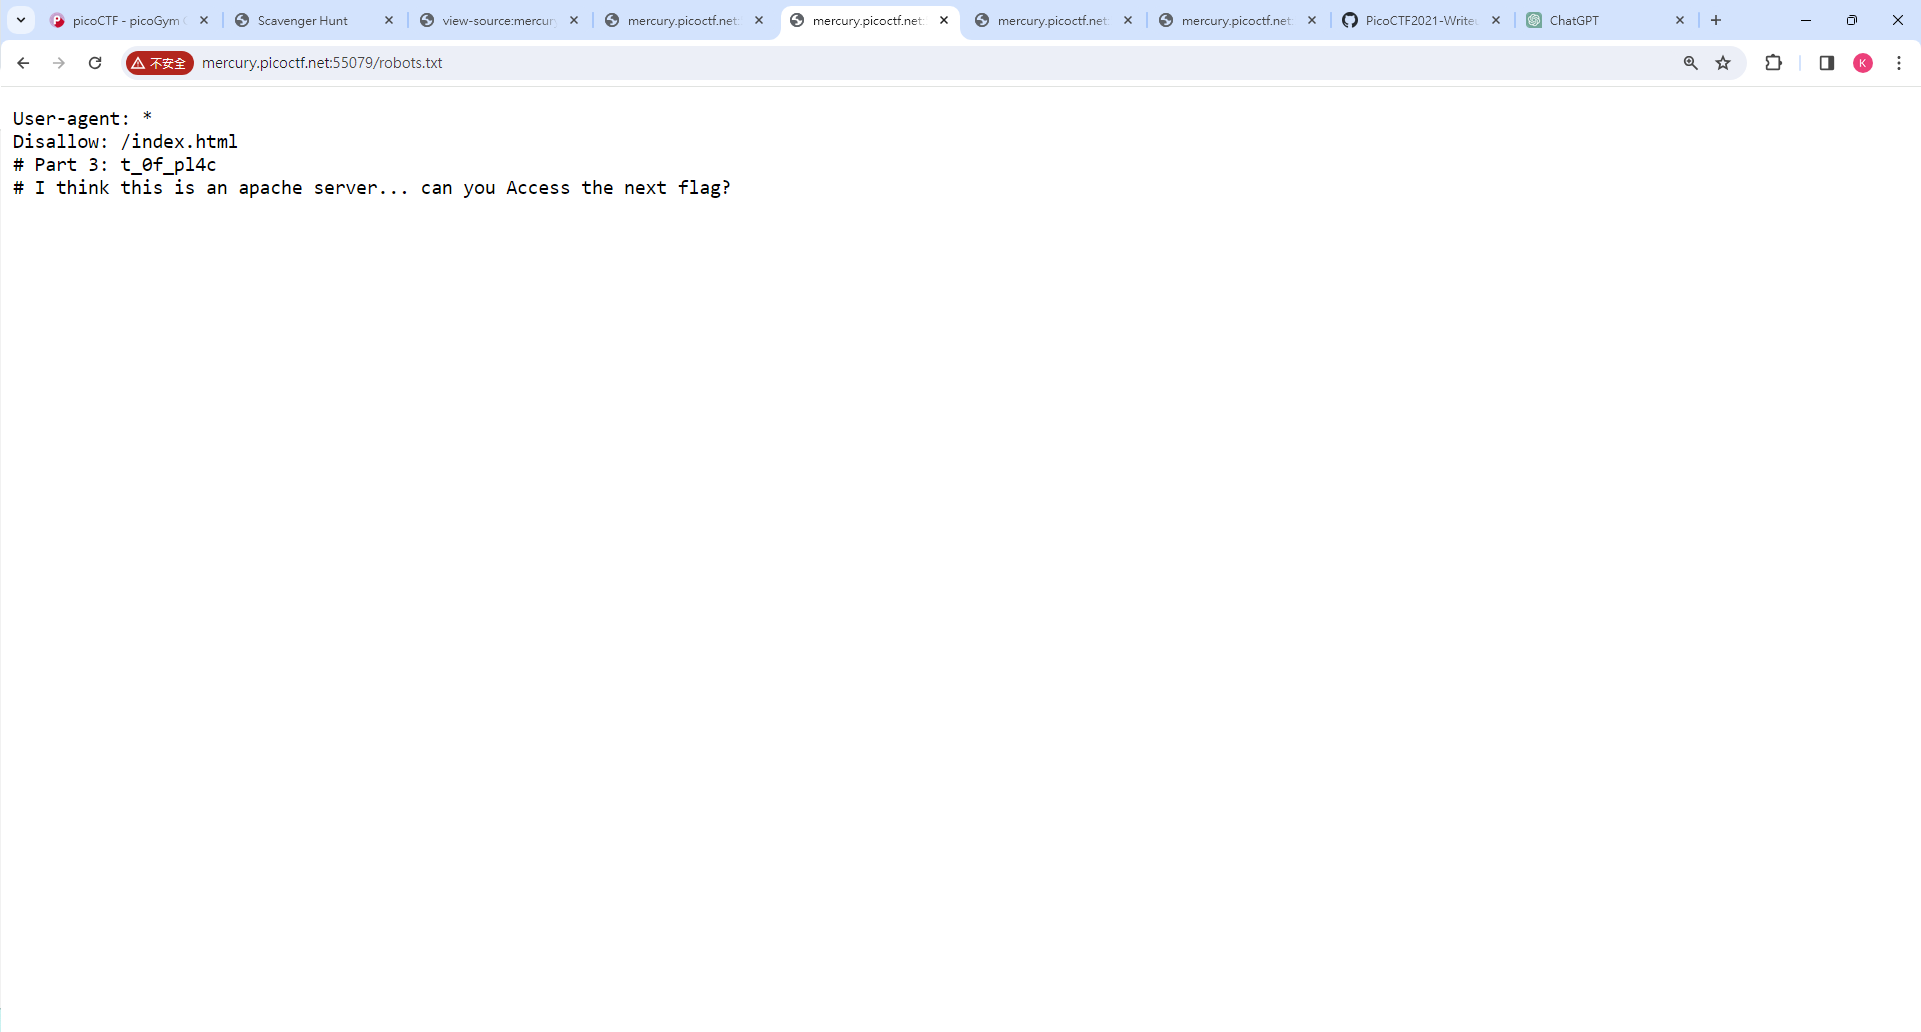 picoCTF - picoGym
Scavenger Hunt
view-source:mercury
mercury.picoctf.net:
mercury.picoctf.net:
mercury.picoctf.net:
mercury.picoctf.net:
PicoCTF2021-Writeu
ChatGPT
不安全
mercury.picoctf.net:55079/robots.txt
K
User-agent: *
Disallow: /index.html
# Part 3: t_0f_pl4c
# I think this is an apache server... can you Access the next flag?